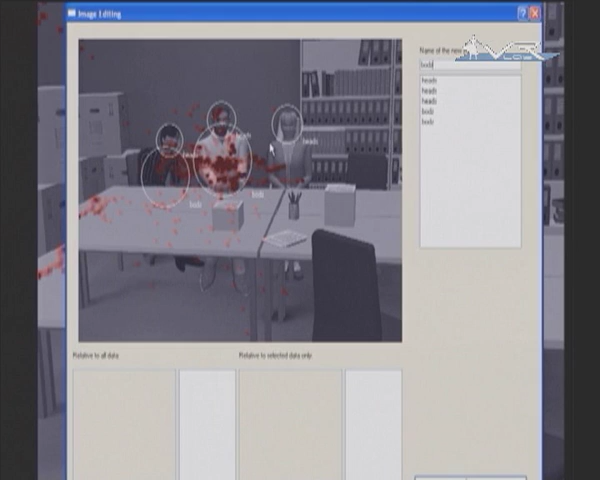 Image Editing
Name of the new
body
heads
heads
heads
body
body
heads
heads
heads
body
body
Relative to all data
Relative to selected data only